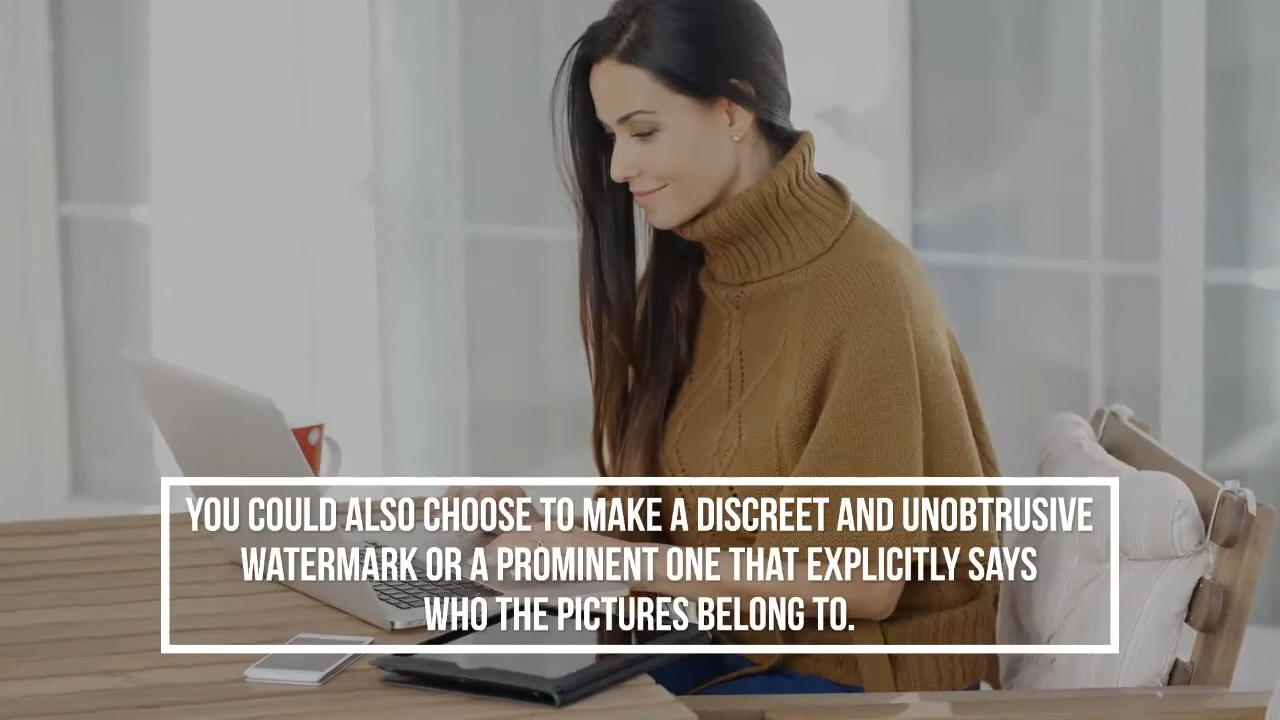 YOU COULD ALSO CHOOSE TO MAKE A DISCREET AND UNOBTRUSIVE
WATERMARK OR A PROMINENT ONE THAT EXPLICITLY SAYS
WHO THE PICTURES BELONG TO.